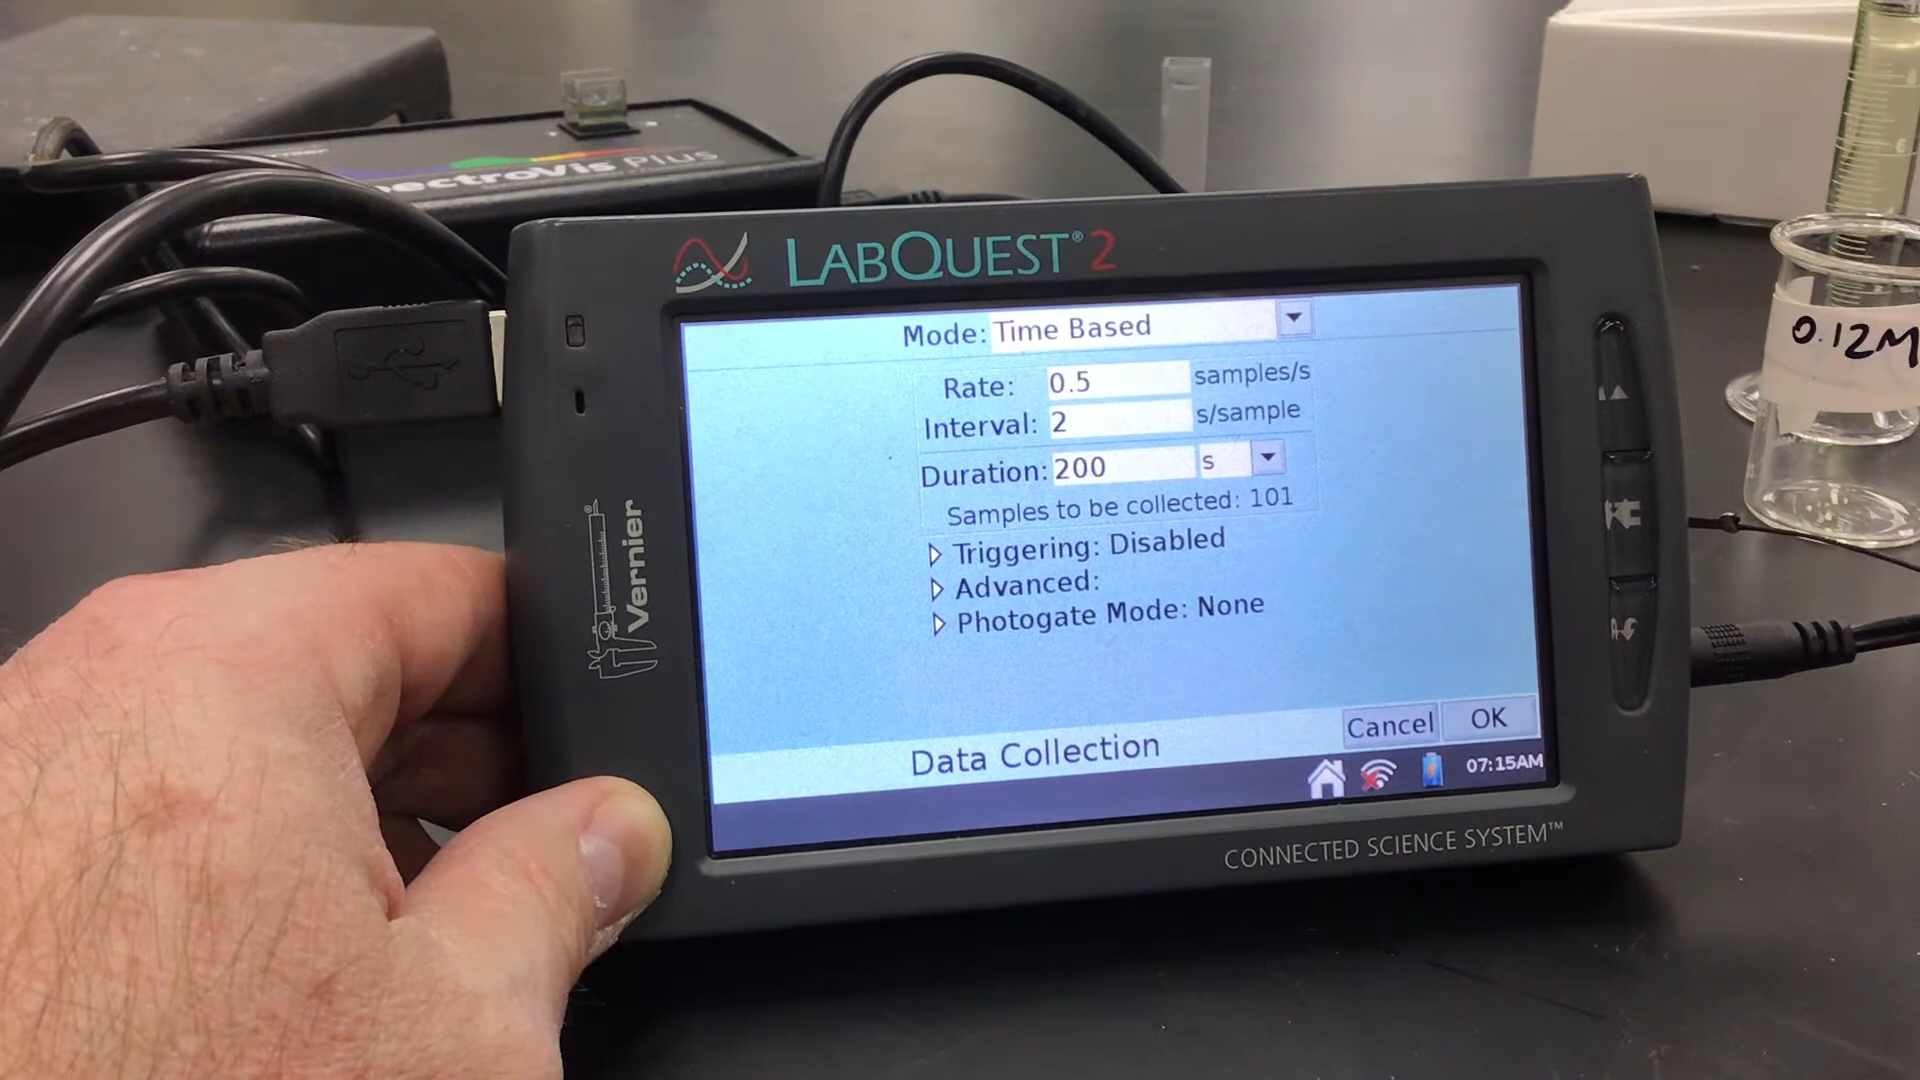 Plus
LABQUEST® 2
Mode: Time Based
Rate: 0.5 samples/s
Interval: 2 s/sample
Duration: 200 s
Samples to be collected: 101
Triggering: Disabled
Advanced:
Photogate Mode: None
Cancel OK
Data Collection
07:15AM
Vernier
CONNECTED SCIENCE SYSTEM™
0.12M
6